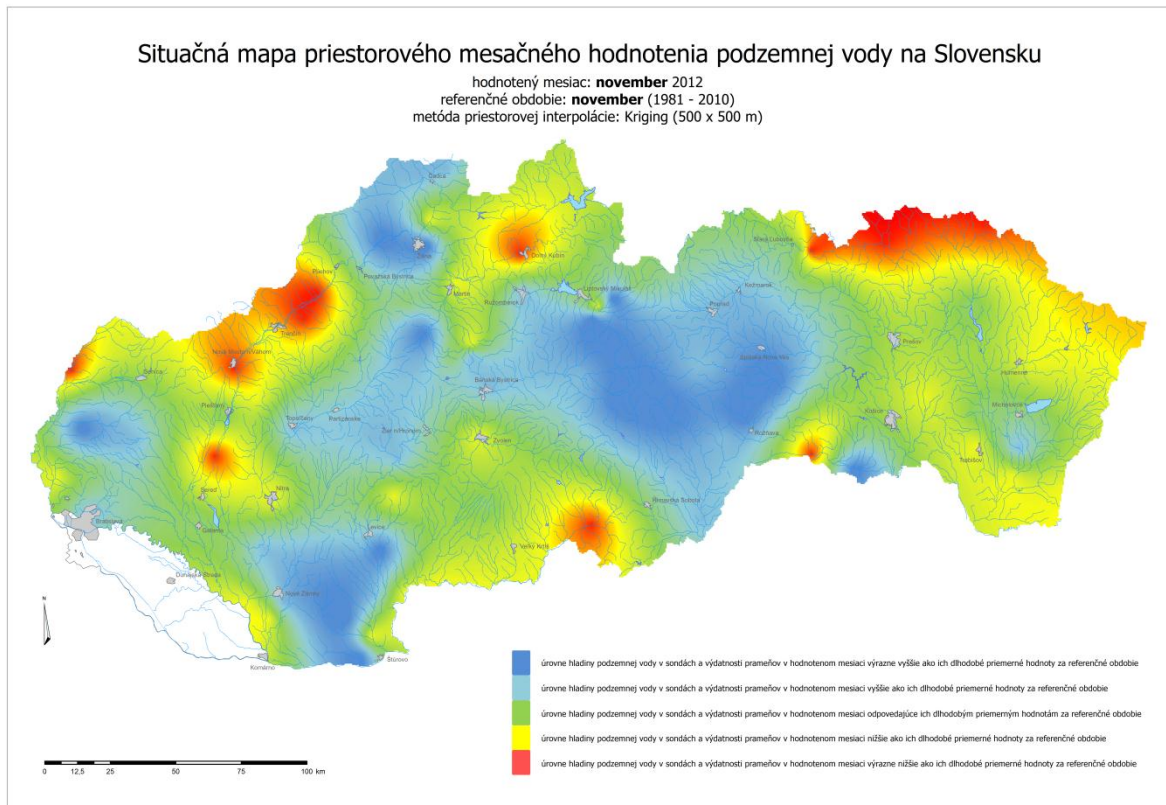 Situačná mapa priestorového mesačného hodnotenia podzemnej vody na Slovensku
hodnotený mesiac: november 2012
referenčné obdobie: november (1981 - 2010)
metóda priestorovej interpolácie: Kriging (500 x 500 m)
Čadca
Žilina
Stará Ľubovňa
Dolný Kubín
Púchov
Považská Bystrica
Martin
Ružomberok
Liptovský Mikuláš
Kežmarok
Poprad
Trenčín
Prešov
Nové Mesto n/Váhom
Spišská Nová Ves
Humenné
Senica
Banská Bystrica
Piešťany
Partizánske
Michalovce
Topoľčany
Žiar n/Hronom
Košice
Zvolen
Rožňava
Trebišov
Nitra
Sereď
Rimavská Sobota
Bratislava
Galanta
Levice
Veľký Krtíš
Dunajská Streda
Nové Zámky
N
Komárno
Štúrovo
úrovne hladiny podzemnej vody v sondách a výdatnosti prameňov v hodnotenom mesiaci výrazne vyššie ako ich dlhodobé priemerné hodnoty za referenčné obdobie
úrovne hladiny podzemnej vody v sondách a výdatnosti prameňov v hodnotenom mesiaci vyššie ako ich dlhodobé priemerné hodnoty za referenčné obdobie
úrovne hladiny podzemnej vody v sondách a výdatnosti prameňov v hodnotenom mesiaci odpovedajúce ich dlhodobým priemerným hodnotám za referenčné obdobie
úrovne hladiny podzemnej vody v sondách a výdatnosti prameňov v hodnotenom mesiaci nižšie ako ich dlhodobé priemerné hodnoty za referenčné obdobie
úrovne hladiny podzemnej vody v sondách a výdatnosti prameňov v hodnotenom mesiaci výrazne nižšie ako ich dlhodobé priemerné hodnoty za referenčné obdobie
0 12,5 25 50 75 100 km